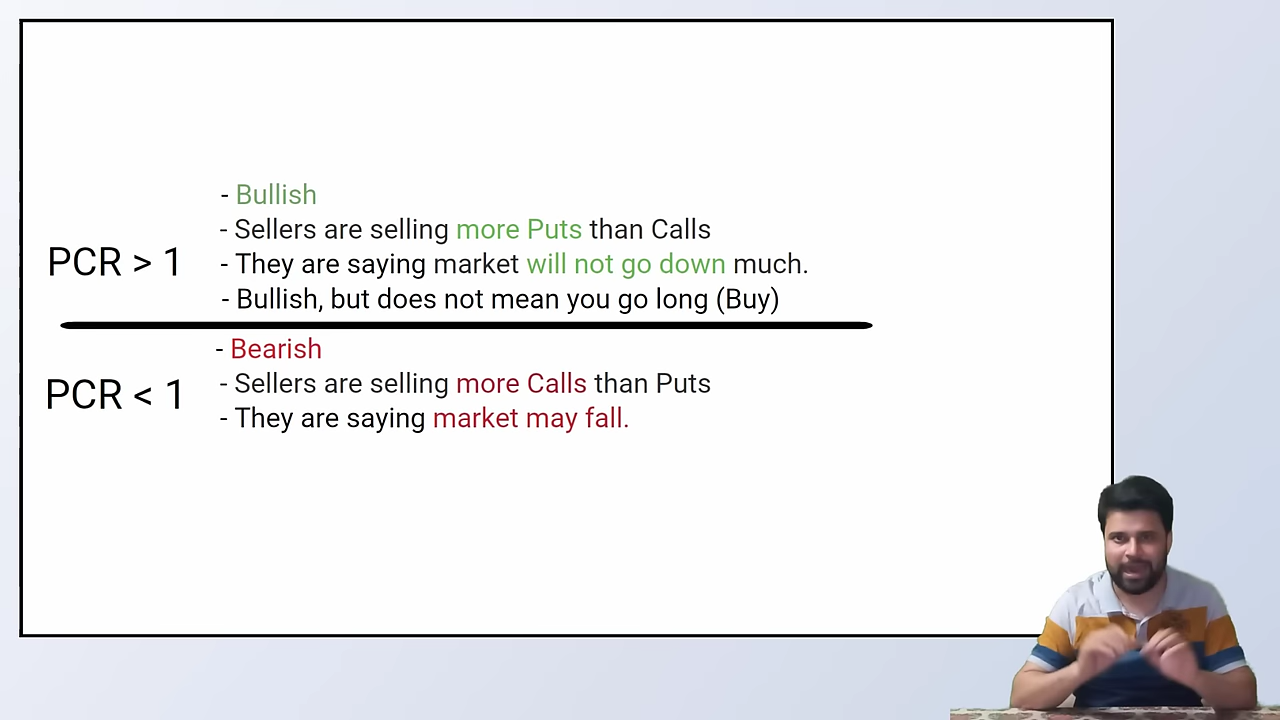 - Bullish
- Sellers are selling more Puts than Calls
PCR > 1
- They are saying market will not go down much.
- Bullish, but does not mean you go long (Buy)
- Bearish
- Sellers are selling more Calls than Puts
PCR < 1
- They are saying market may fall.